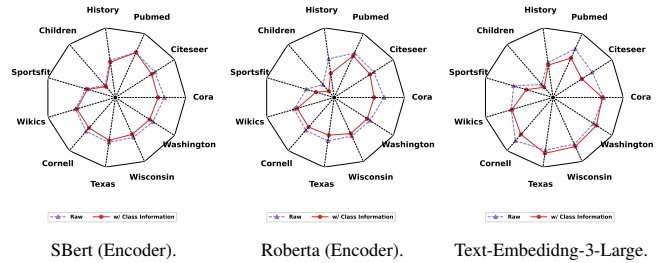 History
Pubmed
Children
Citeseer
Sportsfit
Cora
Wikics
Washington
Cornell
Wisconsin
Texas
Raw
w/ Class Information
SBert (Encoder).
History
Pubmed
Children
Citeseer
Sportsfit
Cora
Wikics
Washington
Cornell
Wisconsin
Texas
Raw
w/ Class Information
Roberta (Encoder).
History
Pubmed
Children
Citeseer
Sportsfit
Cora
Wikics
Washington
Cornell
Wisconsin
Texas
Raw
w/ Class Information
Text-Embedidng-3-Large.